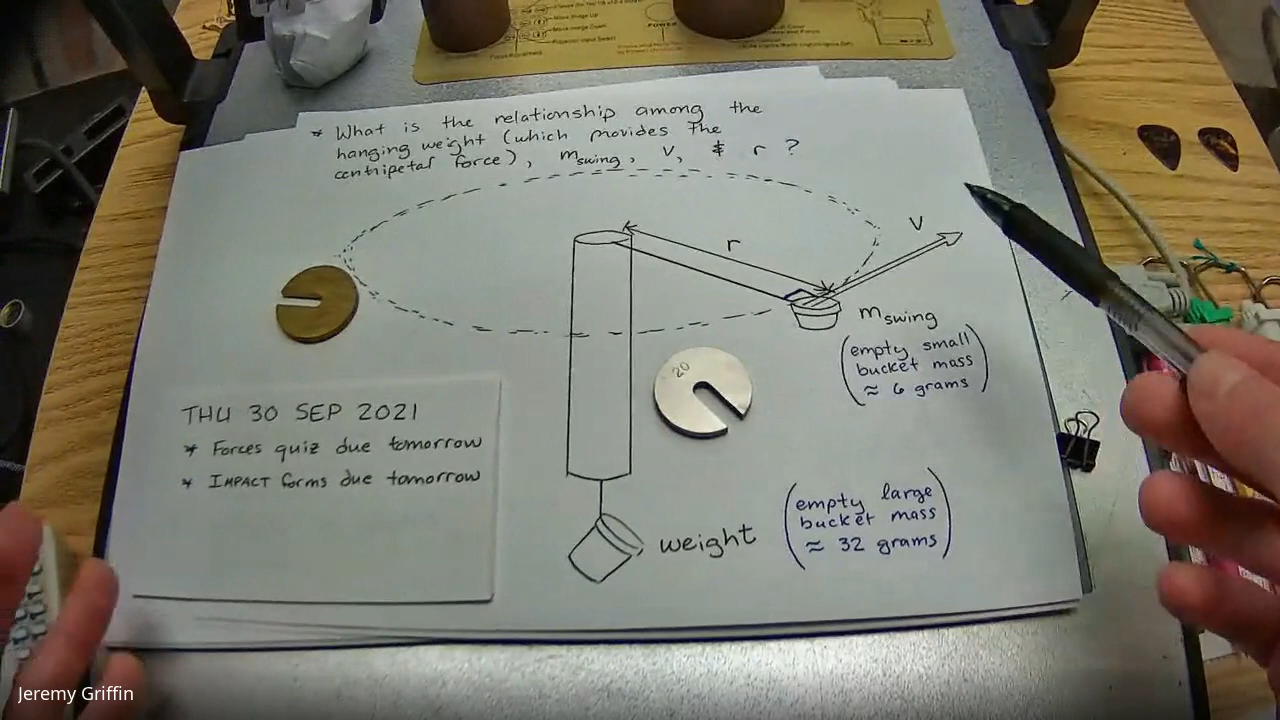 * What is the relationship among the
hanging weight (which provides the
centripetal force), m swing, v, & r ?
r
v
m swing
(empty small
bucket mass
≈ 6 grams)
20
THU 30 SEP 2021
* Forces quiz due tomorrow
* IMPACT forms due tomorrow
weight
(empty large
bucket mass
≈ 32 grams)
Jeremy Griffin